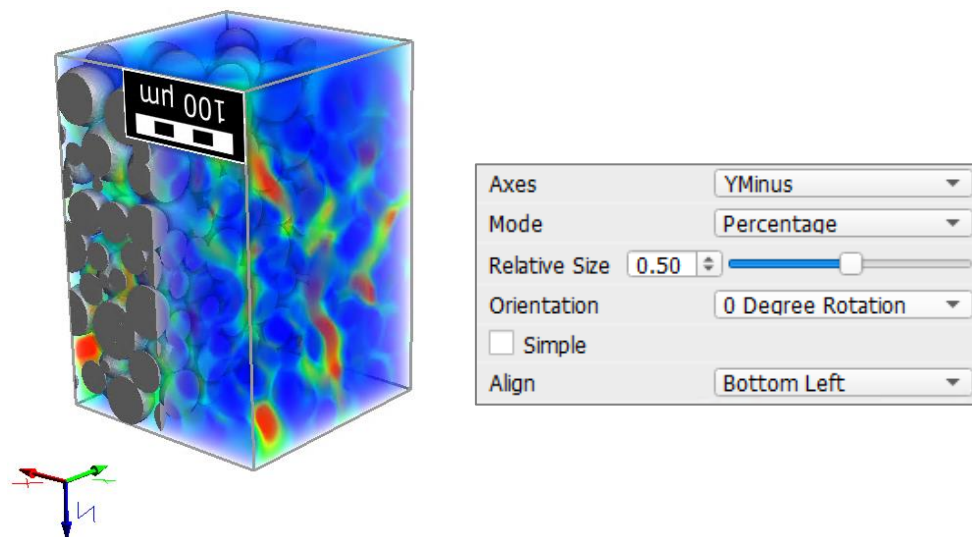 100 µm
Axes YMinus
Mode Percentage
Relative Size 0.50
Orientation 0 Degree Rotation
Simple
Align Bottom Left
X
Y
Z